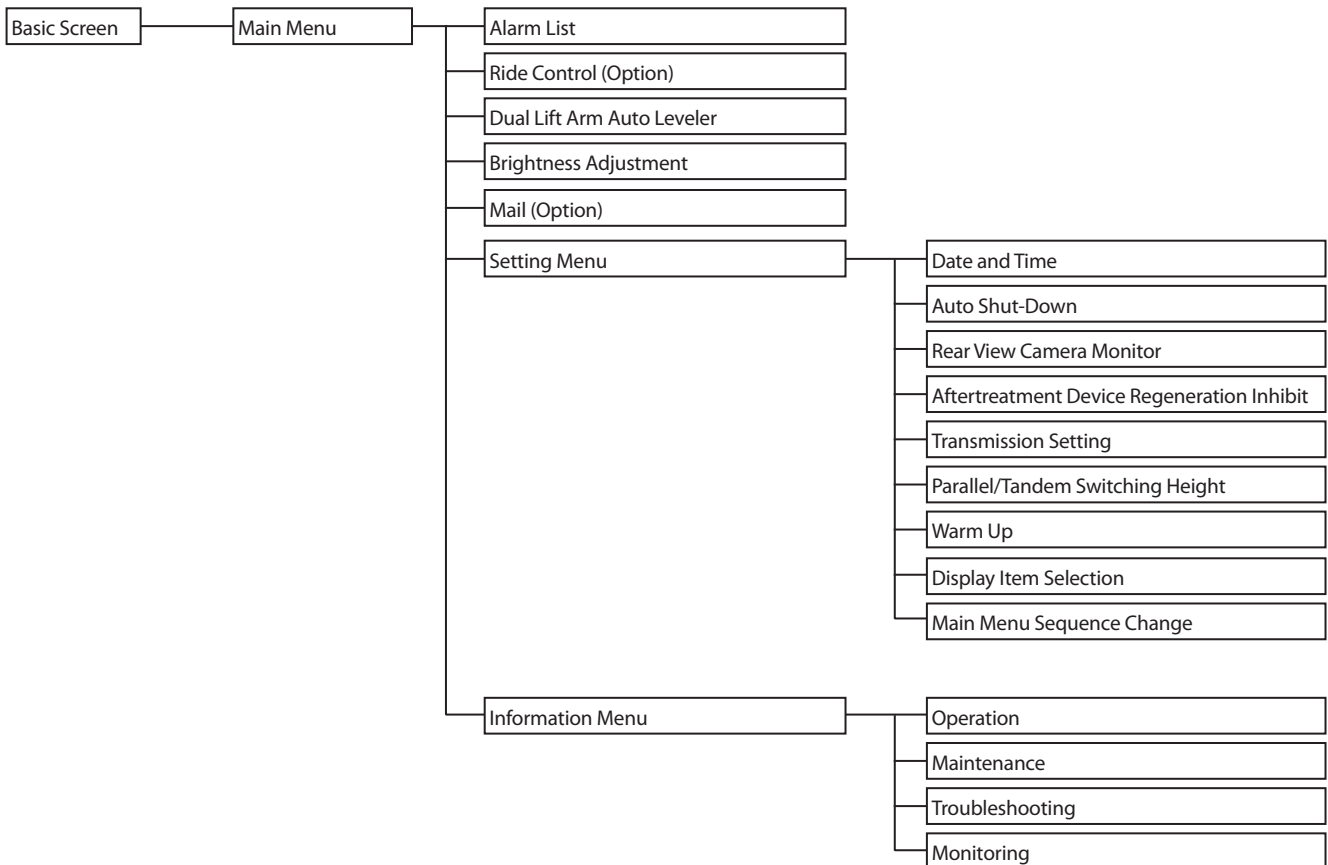 Basic Screen
Main Menu
Alarm List
Ride Control (Option)
Dual Lift Arm Auto Leveler
Brightness Adjustment
Mail (Option)
Setting Menu
Date and Time
Auto Shut-Down
Rear View Camera Monitor
Aftertreatment Device Regeneration Inhibit
Transmission Setting
Parallel/Tandem Switching Height
Warm Up
Display Item Selection
Main Menu Sequence Change
Information Menu
Operation
Maintenance
Troubleshooting
Monitoring